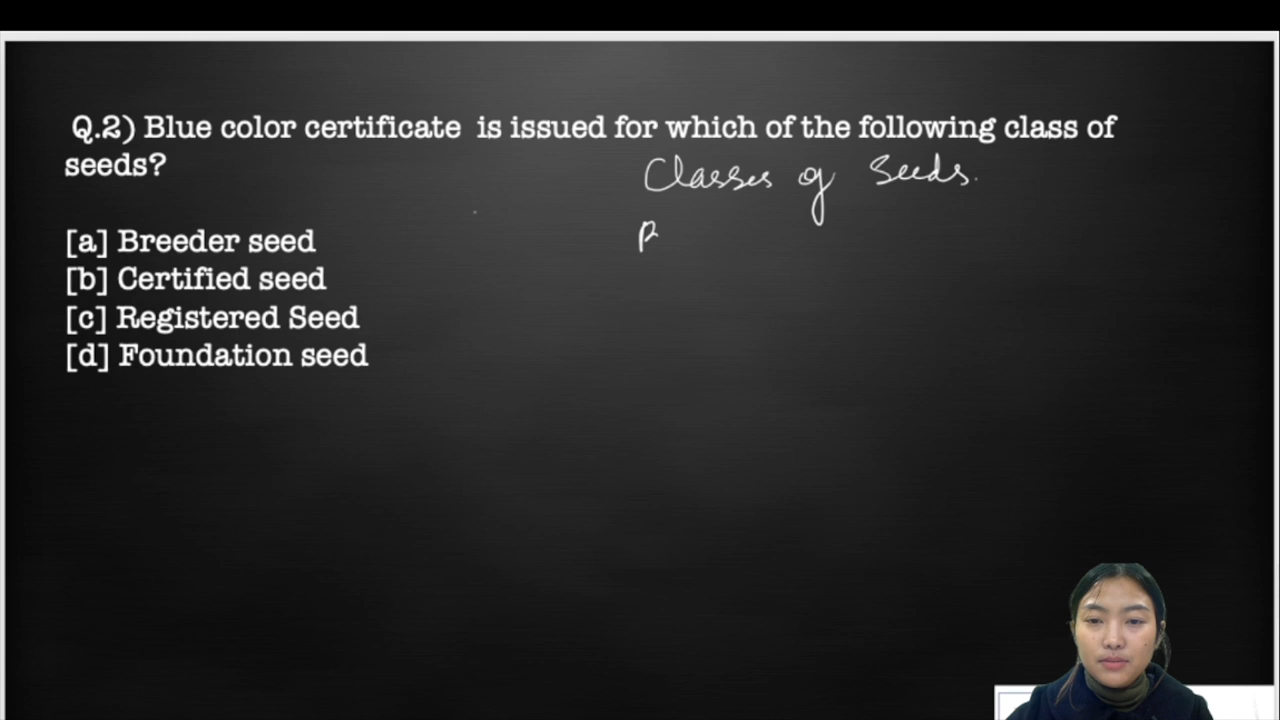 Q.2) Blue color certificate is issued for which of the following class of
seeds?
Classes of Seeds.
B
[a] Breeder seed
[b] Certified seed
[c] Registered Seed
[d] Foundation seed